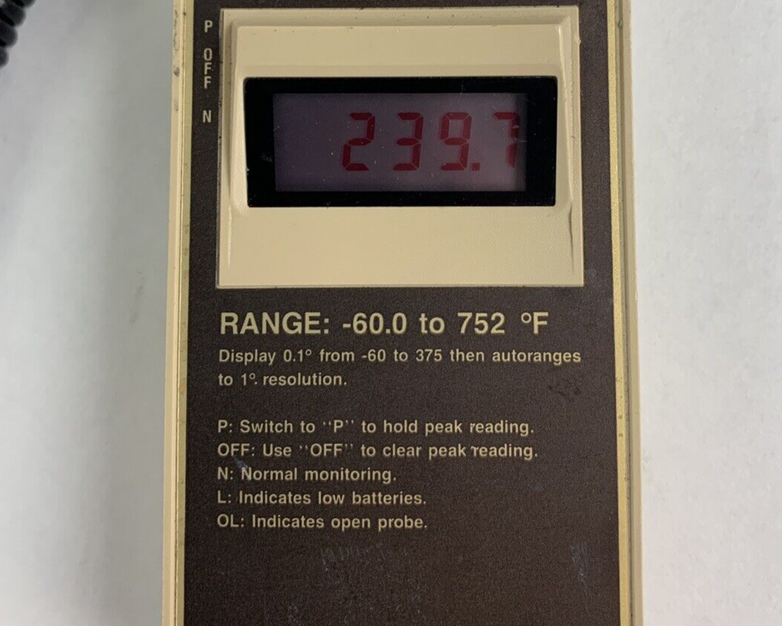 P
OFF
N
239.7
RANGE: -60.0 to 752 °F
Display 0.1° from -60 to 375 then autoranges
to 1°. resolution.
P: Switch to "P" to hold peak reading.
OFF: Use "OFF" to clear peak reading.
N: Normal monitoring.
L: Indicates low batteries.
OL: Indicates open probe.